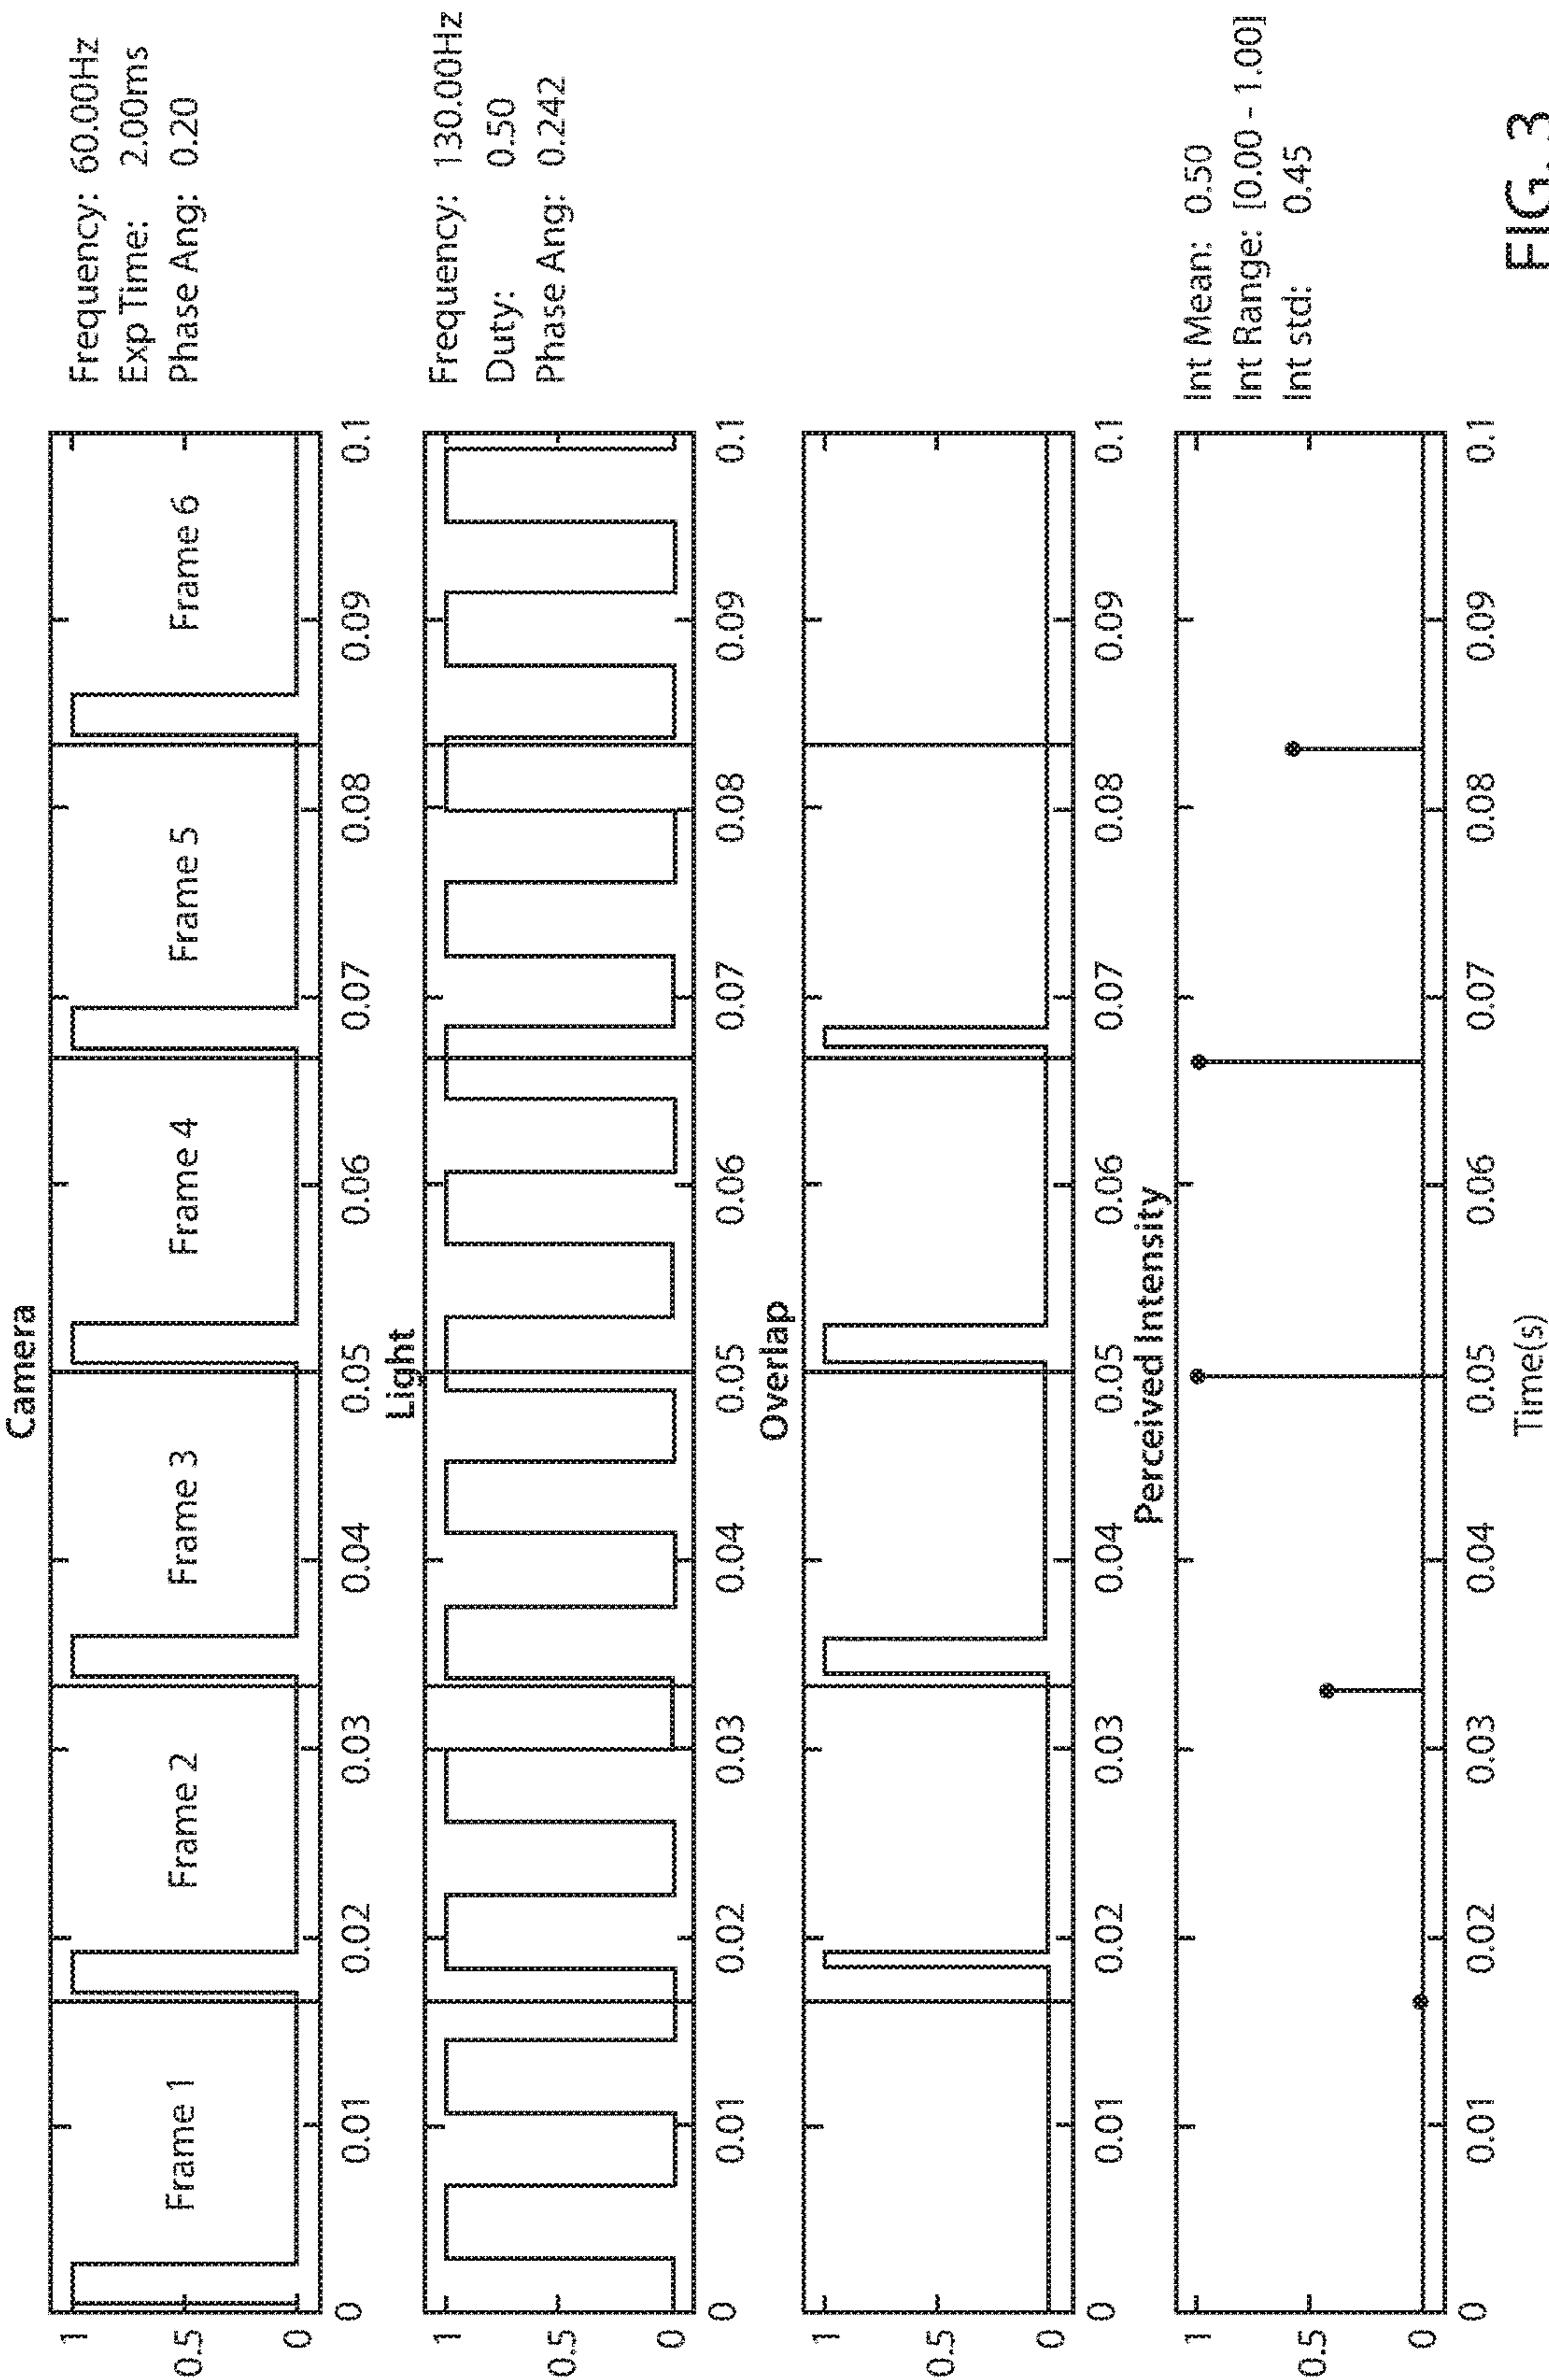 Camera
1
0.5
0
Frame 1
Frame 2
Frame 3
Frame 4
Frame 5
Frame 6
0 0.01 0.02 0.03 0.04 0.05 0.06 0.07 0.08 0.09 0.1
Frequency: 60.00Hz
Exp Time: 2.00ms
Phase Ang: 0.20
Light
1
0.5
0
0 0.01 0.02 0.03 0.04 0.05 0.06 0.07 0.08 0.09 0.1
Frequency: 130.00Hz
Duty: 0.50
Phase Ang: 0.242
Overlap
1
0.5
0
0 0.01 0.02 0.03 0.04 0.05 0.06 0.07 0.08 0.09 0.1
Perceived Intensity
1
0.5
0
0 0.01 0.02 0.03 0.04 0.05 0.06 0.07 0.08 0.09 0.1
Int Mean: 0.50
Int Range: [0.00 - 1.00]
Int std: 0.45
Time(s)
FIG. 3